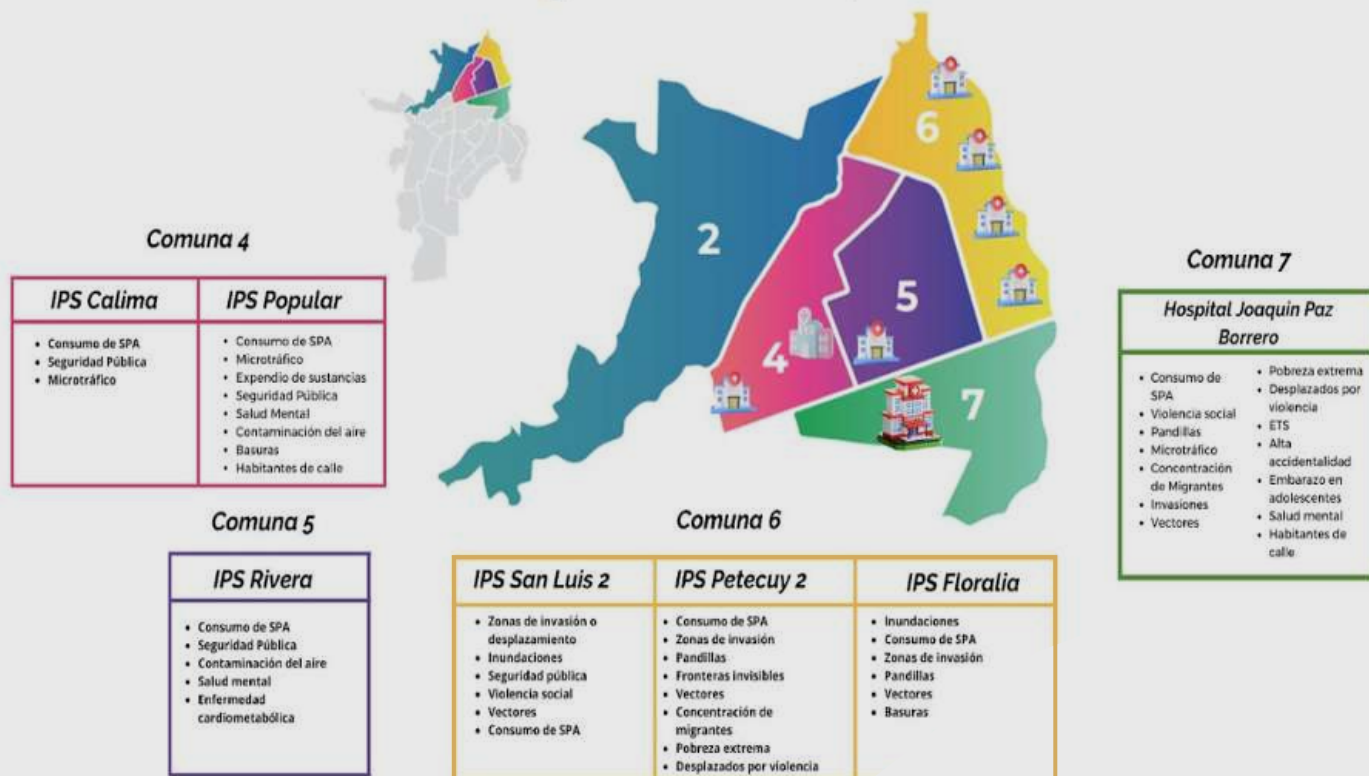 6
2
5
4
7
Comuna 4
IPS Calima
• Consumo de SPA
• Seguridad Pública
• Microtráfico
IPS Popular
• Consumo de SPA
• Microtráfico
• Expendio de sustancias
• Seguridad Pública
• Salud Mental
• Contaminación del aire
• Basuras
• Habitantes de calle
Comuna 7
Hospital Joaquin Paz
Borrero
• Consumo de
SPA
• Violencia social
• Pandillas
• Microtráfico
• Concentración
de Migrantes
• Invasiones
• Vectores
• Pobreza extrema
• Desplazados por
violencia
• ETS
• Alta
accidentalidad
• Embarazo en
adolescentes
• Salud mental
• Habitantes de
calle
Comuna 5
IPS Rivera
• Consumo de SPA
• Seguridad Pública
• Contaminación del aire
• Salud mental
• Enfermedad
cardiometabólica
Comuna 6
IPS San Luis 2
• Zonas de invasión o
desplazamiento
• Inundaciones
• Seguridad pública
• Violencia social
• Vectores
• Consumo de SPA
IPS Petecuy 2
• Consumo de SPA
• Zonas de invasión
• Pandillas
• Fronteras invisibles
• Vectores
• Concentración de
migrantes
• Pobreza extrema
• Desplazados por violencia
IPS Floralia
• Inundaciones
• Consumo de SPA
• Zonas de invasión
• Pandillas
• Vectores
• Basuras